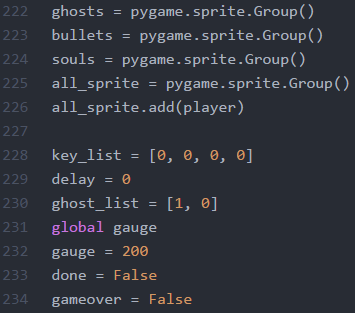 222 ghosts = pygame.sprite.Group()
223 bullets = pygame.sprite.Group()
224 souls = pygame.sprite.Group()
225 all_sprite = pygame.sprite.Group()
226 all_sprite.add(player)
227
228 key_list = [0, 0, 0, 0]
229 delay = 0
230 ghost_list = [1, 0]
231 global gauge
232 gauge = 200
233 done = False
234 gameover = False